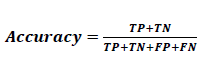 Accuracy = TP+TN / TP+TN+FP+FN